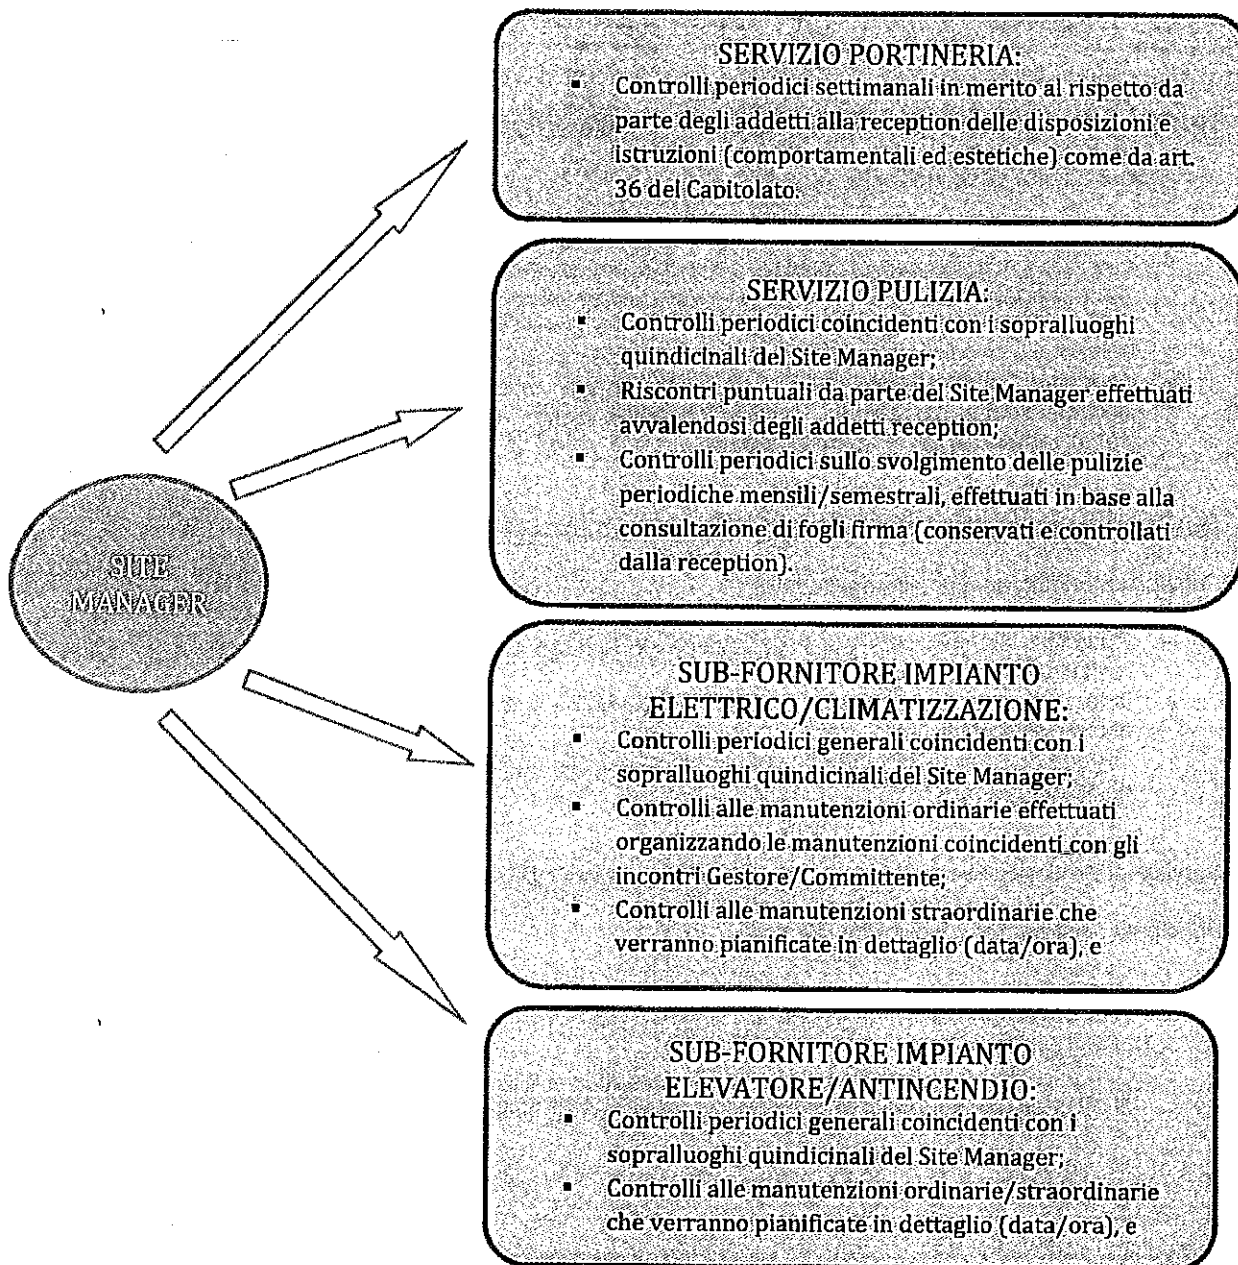 SERVIZIO PORTINERIA:
▪ Controlli periodici settimanali in merito al rispetto da
parte degli addetti alla reception delle disposizioni e
istruzioni (comportamentali ed estetiche) come da art.
36 del Capitolato.
SERVIZIO PULIZIA:
▪ Controlli periodici coincidenti con i sopralluoghi
quindicinali del Site Manager;
▪ Riscontri puntuali da parte del Site Manager effettuati
avvalendosi degli addetti reception;
▪ Controlli periodici sullo svolgimento delle pulizie
periodiche mensili/semestrali, effettuati in base alla
consultazione di fogli firma (conservati e controllati
dalla reception).
SITE
MANAGER
SUB-FORNITORE IMPIANTO
ELETTRICO/CLIMATIZZAZIONE:
▪ Controlli periodici generali coincidenti con i
sopralluoghi quindicinali del Site Manager;
▪ Controlli alle manutenzioni ordinarie effettuati
organizzando le manutenzioni coincidenti con gli
incontri Gestore/Committente;
▪ Controlli alle manutenzioni straordinarie che
verranno pianificate in dettaglio (data/ora), e
SUB-FORNITORE IMPIANTO
ELEVATORE/ANTINCENDIO:
▪ Controlli periodici generali coincidenti con i
sopralluoghi quindicinali del Site Manager;
▪ Controlli alle manutenzioni ordinarie/straordinarie
che verranno pianificate in dettaglio (data/ora), e